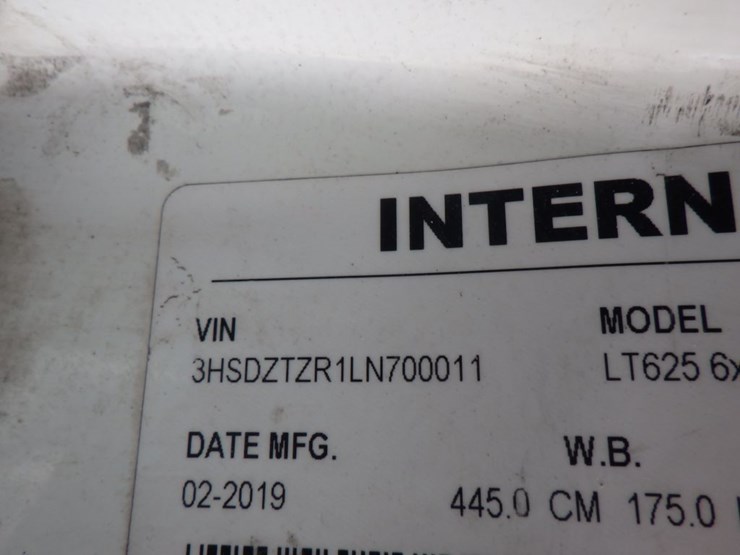 INTERN
VIN MODEL
3HSDZTZR1LN700011 LT625 6x
DATE MFG. W.B.
02-2019 445.0 CM 175.0